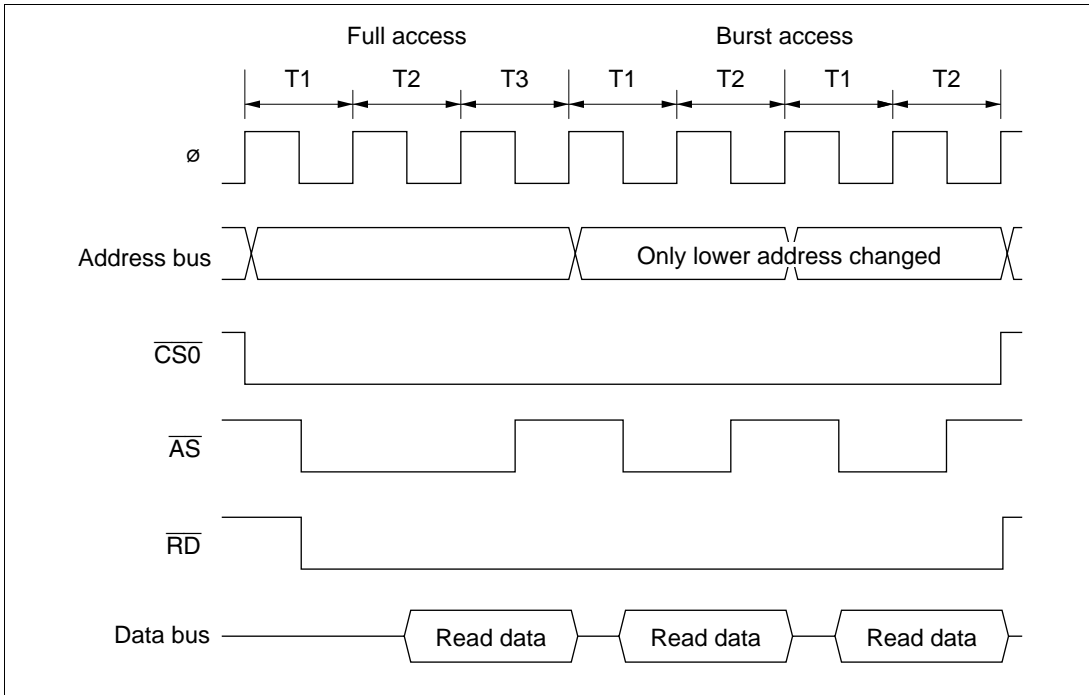 Full access Burst access
T1 T2 T3 T1 T2 T1 T2
ø
Address bus Only lower address changed
CS0
AS
RD
Data bus Read data Read data Read data